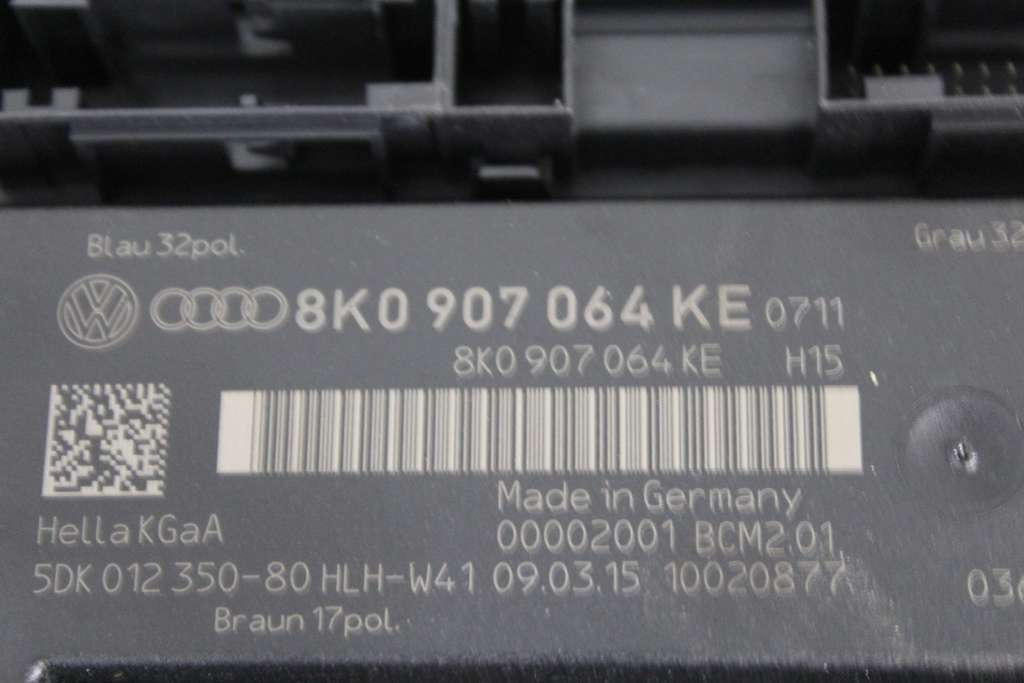 Blau 32pol.
Grau 32
8K0 907 064 KE 0711
8K0 907 064 KE H15
Made in Germany
Hella KGaA
00002001 BCM2.01
5DK 012 350-80 HLH-W41 09.03.15 10020877
036
Braun 17pol.